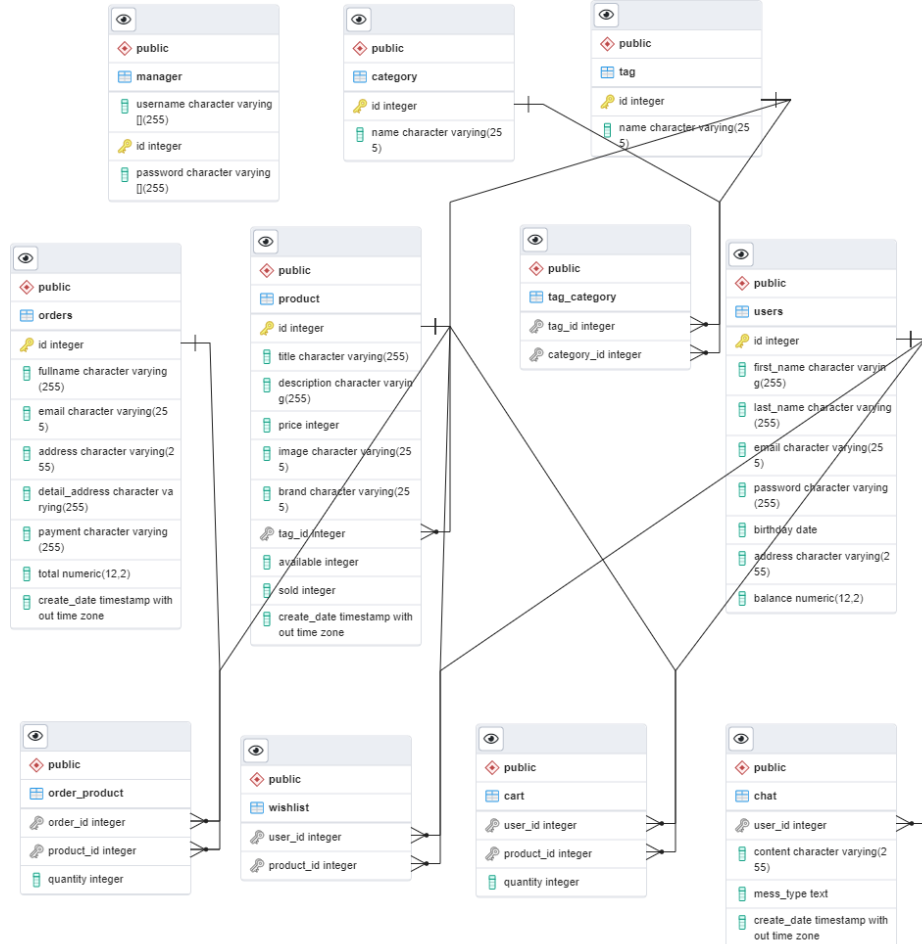 public
manager
username character varying
[](255)
id integer
password character varying
[](255)
public
category
id integer
name character varying(25
5)
public
tag
id integer
name character varying(25
5)
public
orders
id integer
fullname character varying
(255)
email character varying(25
5)
address character varying(2
55)
detail_address character va
rying(255)
payment character varying
(255)
total numeric(12,2)
create_date timestamp with
out time zone
public
product
id integer
title character varying(255)
description character varyin
g(255)
price integer
image character varying(25
5)
brand character varying(25
5)
tag_id integer
available integer
sold integer
create_date timestamp with
out time zone
public
tag_category
tag_id integer
category_id integer
public
users
id integer
first_name character varyin
g(255)
last_name character varying
(255)
email character varying(25
5)
password character varying
(255)
birthday date
address character varying(2
55)
balance numeric(12,2)
public
order_product
order_id integer
product_id integer
quantity integer
public
wishlist
user_id integer
product_id integer
public
cart
user_id integer
product_id integer
quantity integer
public
chat
user_id integer
content character varying(2
55)
mess_type text
create_date timestamp with
out time zone